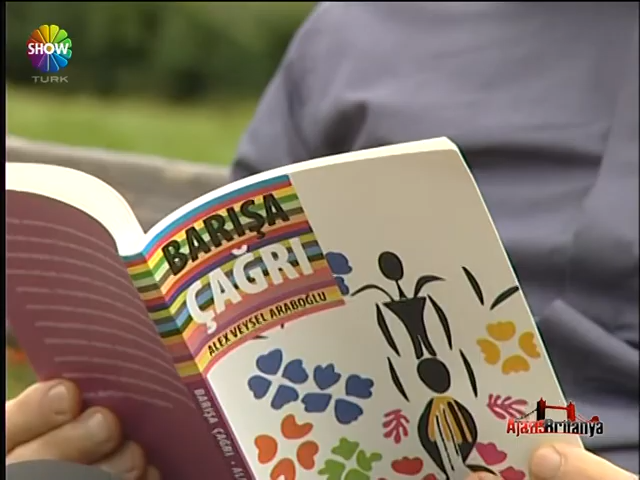 SHOW
TURK
BARIŞA
ÇAĞRI
ALEX VEYSEL ARABOĞLU
BARIŞA ÇAĞRI
Ajans Britanya